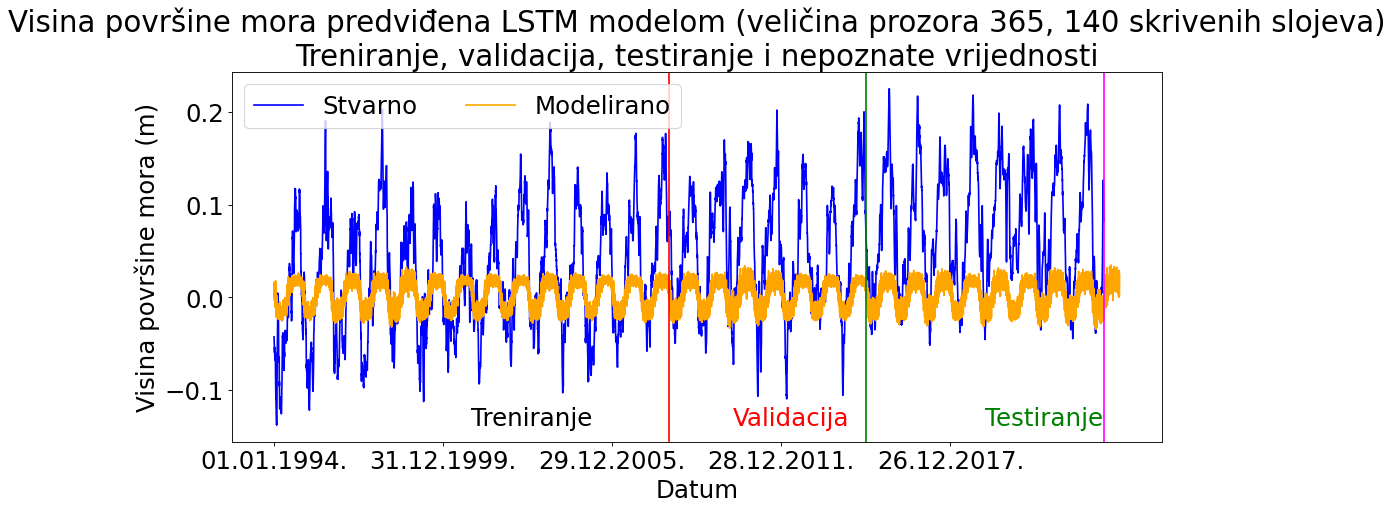 Visina površine mora predviđena LSTM modelom (veličina prozora 365, 140 skrivenih slojeva)
Treniranje, validacija, testiranje i nepoznate vrijednosti
Stvarno
Modelirano
Visina površine mora (m)
0.2
0.1
0.0
−0.1
Treniranje
Validacija
Testiranje
01.01.1994.
31.12.1999.
29.12.2005.
28.12.2011.
26.12.2017.
Datum